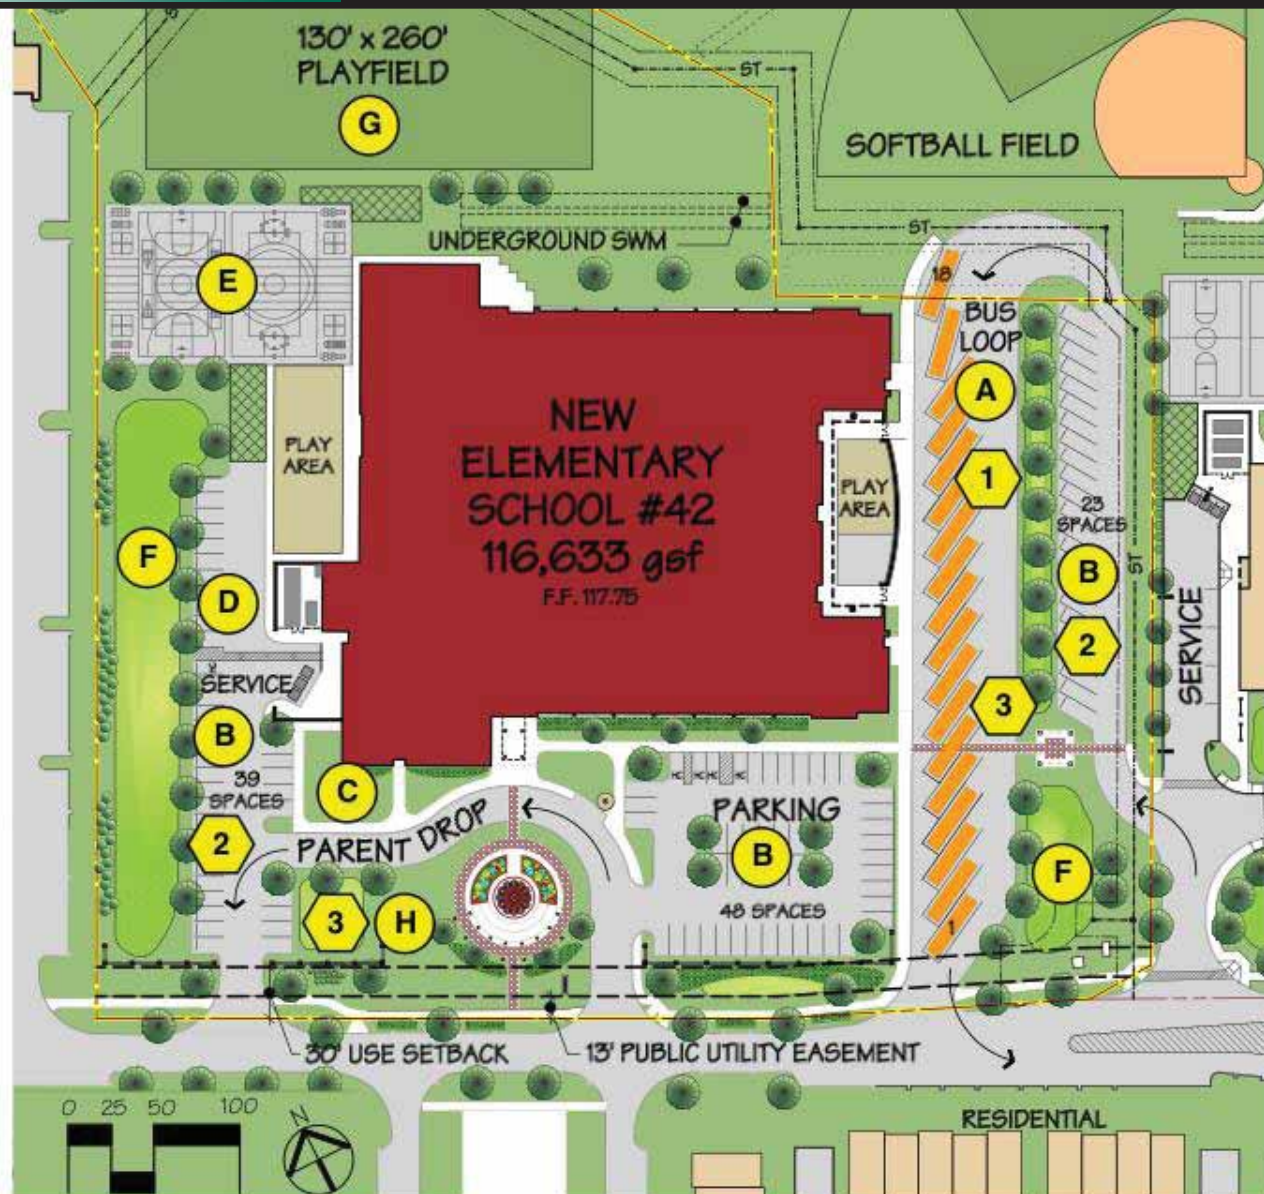 130' x 260'
PLAYFIELD
G
ST
SOFTBALL FIELD
UNDERGROUND SWM
ST
E
18
BUS
LOOP
A
NEW
ELEMENTARY
SCHOOL #42
116,633 gsf
F.F. 117.75
PLAY
AREA
PLAY
AREA
1
23
SPACES
B
ST
2
SERVICE
F
D
SERVICE
B
39
SPACES
2
C
3
PARENT DROP
PARKING
B
48 SPACES
F
3
H
1
30' USE SETBACK
13' PUBLIC UTILITY EASEMENT
0 25 50 100
N
RESIDENTIAL